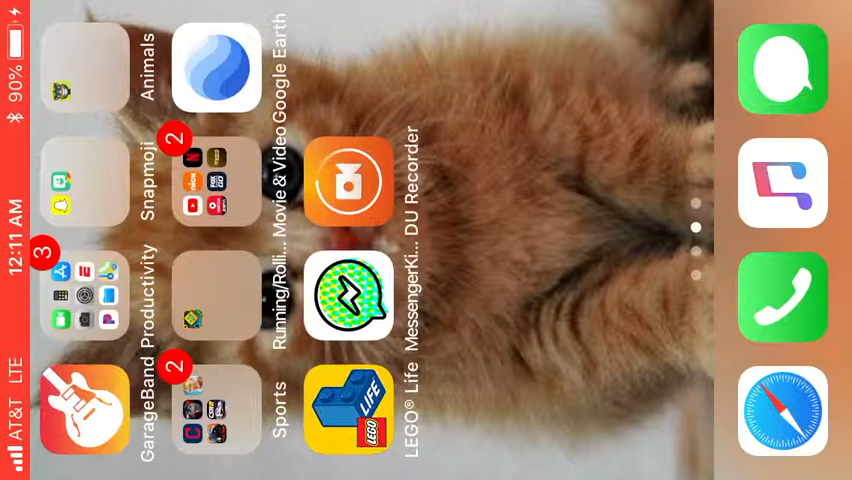 AT&T LTE 12:11 AM 90%
3
GarageBand Productivity Snapmoji Animals
2 2
Sports Running/Rolli... Movie & Video Google Earth
LIFE
LEGO
LEGO® Life MessengerKi... DU Recorder